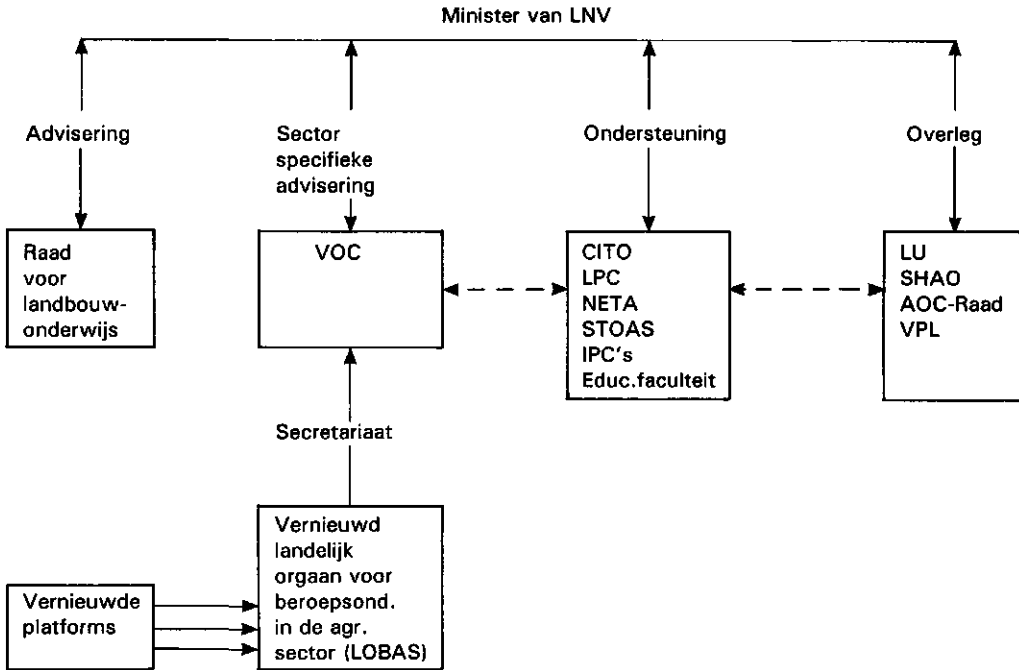 Minister van LNV
Advisering
Sector
specifieke
advisering
Ondersteuning
Overleg
Raad
voor
landbouw-
onderwijs
VOC
CITO
LPC
NETA
STOAS
IPC's
Educ.faculteit
LU
SHAO
AOC-Raad
VPL
Secretariaat
Vernieuwde
platforms
Vernieuwd
landelijk
orgaan voor
beroepsond.
in de agr.
sector (LOBAS)